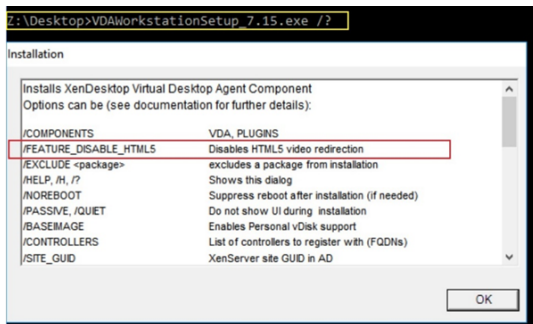 Z:\Desktop>VDAWorkstationSetup_7.15.exe /?
Installation
Installs XenDesktop Virtual Desktop Agent Component
Options can be (see documentation for further details):
/COMPONENTS VDA, PLUGINS
/FEATURE_DISABLE_HTML5 Disables HTML5 video redirection
/EXCLUDE <package> excludes a package from installation
/HELP, /H, /? Shows this dialog
/NOREBOOT Suppress reboot after installation (if needed)
/PASSIVE, /QUIET Do not show UI during installation
/BASEIMAGE Enables Personal vDisk support
/CONTROLLERS List of controllers to register with (FQDNs)
/SITE_GUID XenServer site GUID in AD
OK